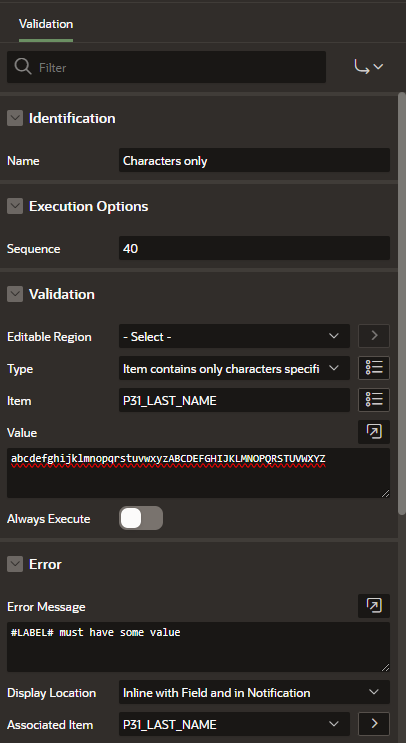 Validation
Filter
Identification
Name Characters only
Execution Options
Sequence 40
Validation
Editable Region - Select -
Type Item contains only characters specifi
Item P31_LAST_NAME
Value
abcdefghijklmnopqrstuvwxyzABCDEFGHIJKLMNOPQRSTUVWXYZ
Always Execute
Error
Error Message
#LABEL# must have some value
Display Location Inline with Field and in Notification
Associated Item P31_LAST_NAME